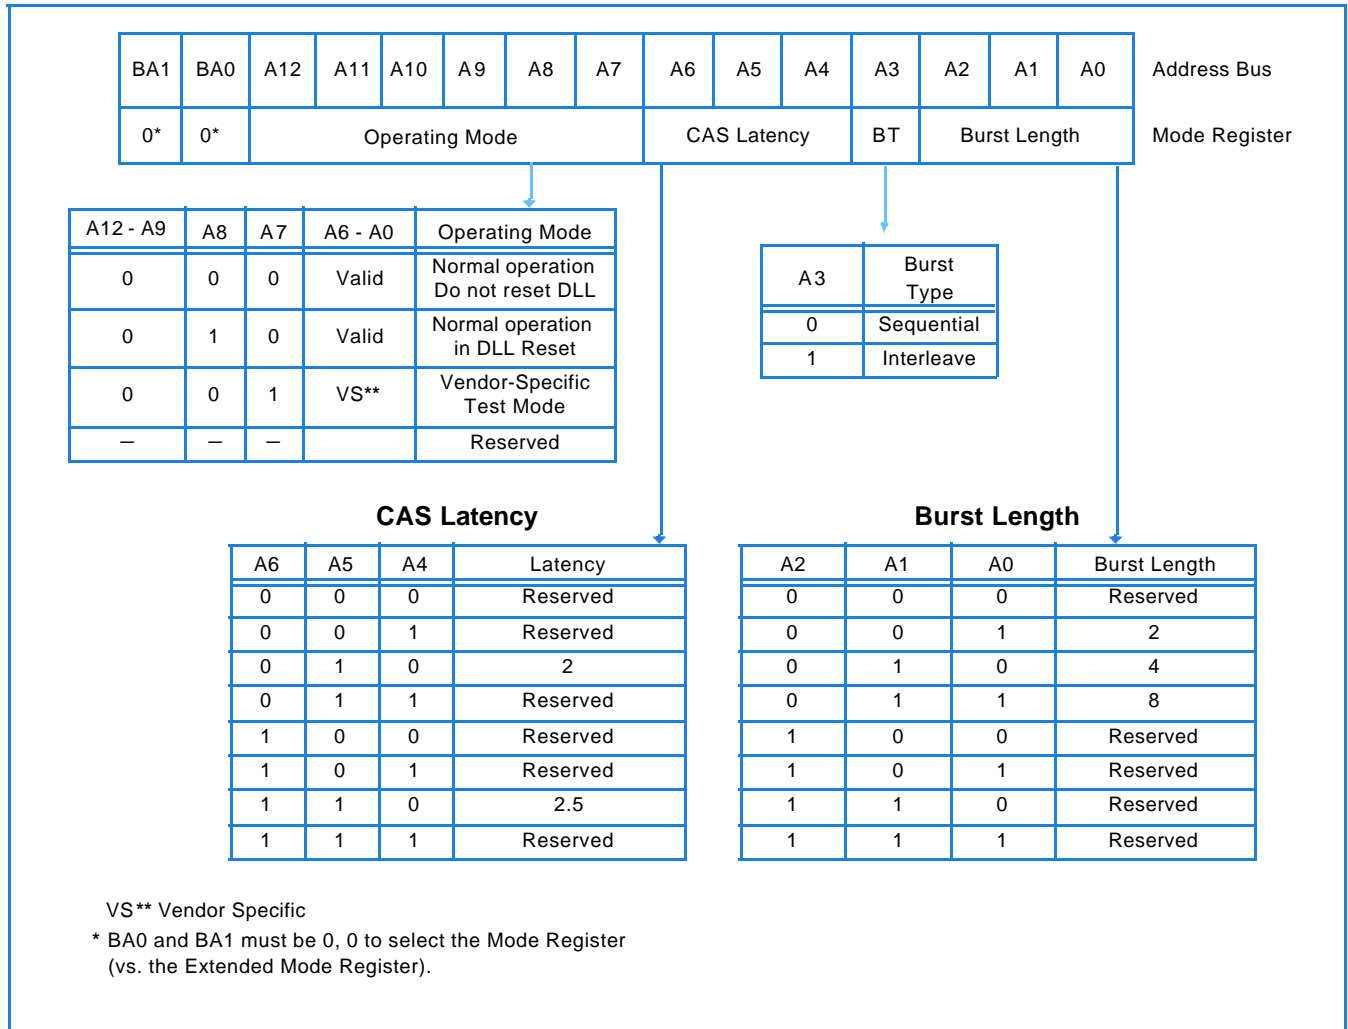 BA1 BA0 A12 A11 A10 A9 A8 A7 A6 A5 A4 A3 A2 A1 A0 Address Bus
0* 0* Operating Mode CAS Latency BT Burst Length Mode Register
A12 - A9 A8 A7 A6 - A0 Operating Mode
0 0 0 Valid Normal operation
Do not reset DLL
0 1 0 Valid Normal operation
in DLL Reset
0 0 1 VS** Vendor-Specific
Test Mode
— — — Reserved
A3 Burst
Type
0 Sequential
1 Interleave
CAS Latency
A6 A5 A4 Latency
0 0 0 Reserved
0 0 1 Reserved
0 1 0 2
0 1 1 Reserved
1 0 0 Reserved
1 0 1 Reserved
1 1 0 2.5
1 1 1 Reserved
Burst Length
A2 A1 A0 Burst Length
0 0 0 Reserved
0 0 1 2
0 1 0 4
0 1 1 8
1 0 0 Reserved
1 0 1 Reserved
1 1 0 Reserved
1 1 1 Reserved
VS** Vendor Specific
* BA0 and BA1 must be 0, 0 to select the Mode Register
(vs. the Extended Mode Register).